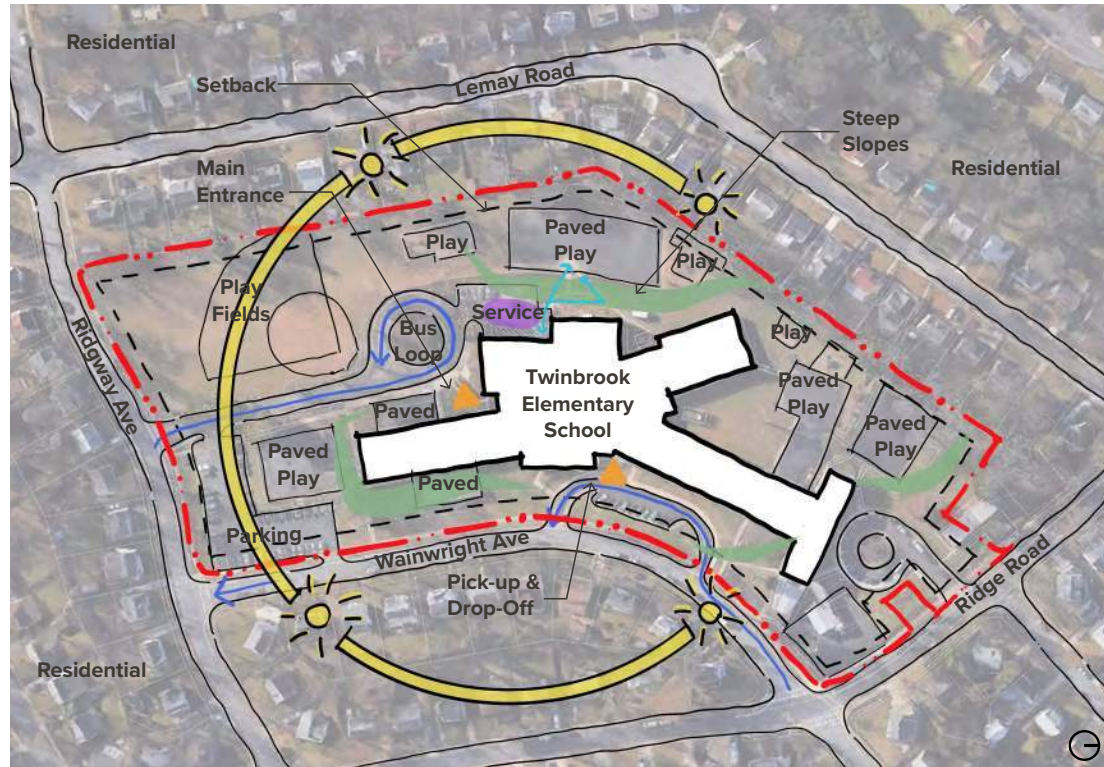 Residential
Lemay Road
Setback
Steep
Slopes
Main
Entrance
Residential
Play
Paved
Play
Play
Play
Fields
Service
Bus
Loop
Play
Ridgway Ave
Twinbrook
Elementary
School
Paved
Play
Paved
Paved
Play
Paved
Play
Paved
Parking
Wainwright Ave
Pick-up &
Drop-Off
Ridge Road
Residential